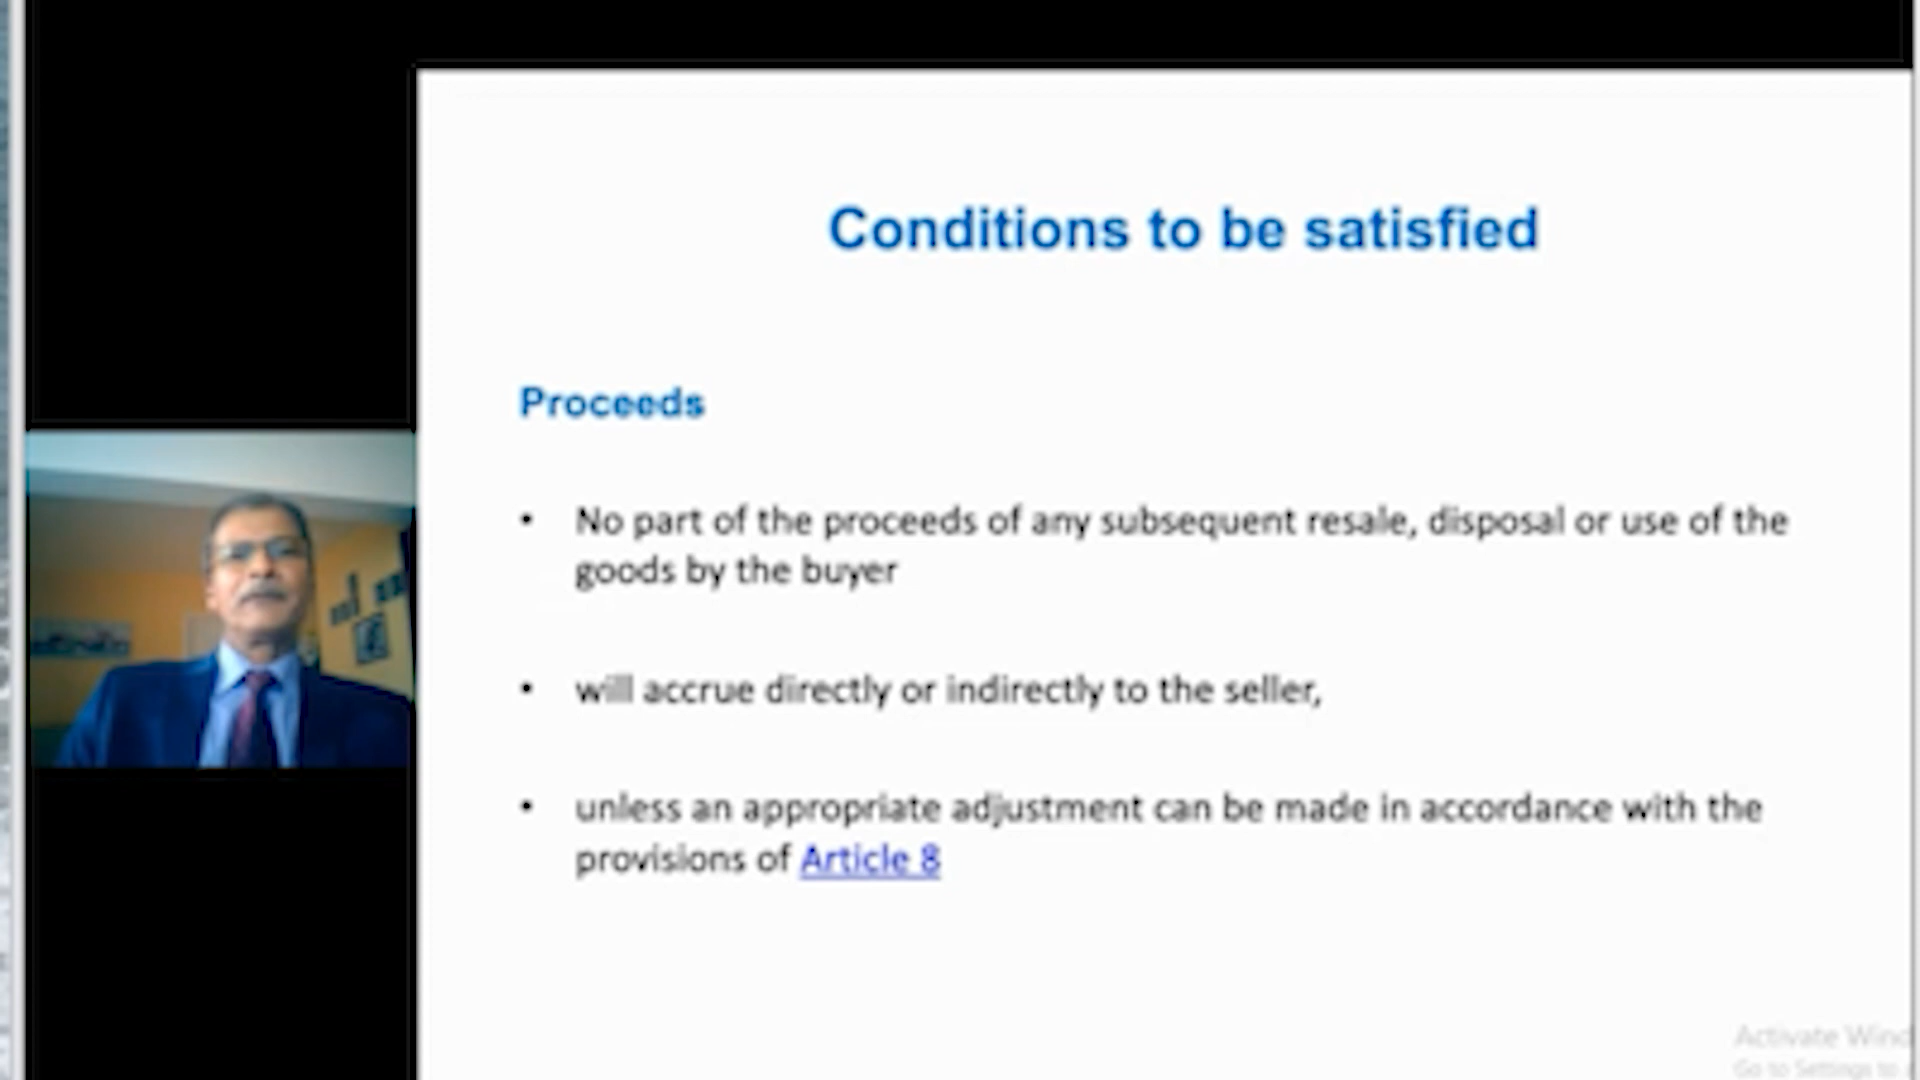 Conditions to be satisfied
Proceeds
• No part of the proceeds of any subsequent resale, disposal or use of the
goods by the buyer
• will accrue directly or indirectly to the seller,
• unless an appropriate adjustment can be made in accordance with the
provisions of Article 8
Activate Wind
Go to Settings to